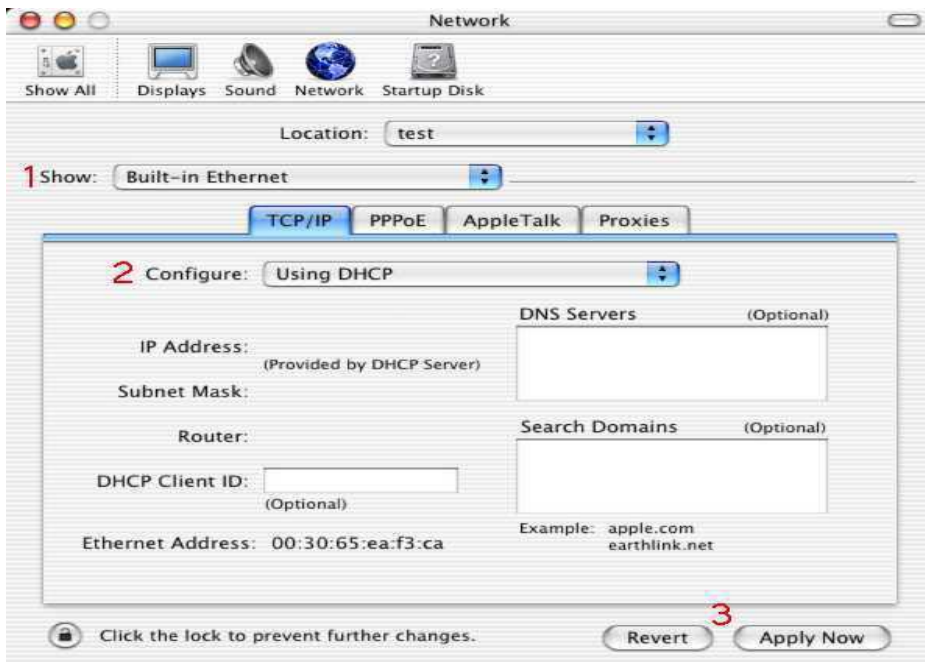 Network
Show All Displays Sound Network Startup Disk
Location: test
1 Show: Built-in Ethernet
TCP/IP PPPoE AppleTalk Proxies
2 Configure: Using DHCP
DNS Servers (Optional)
IP Address:
(Provided by DHCP Server)
Subnet Mask:
Router:
Search Domains (Optional)
DHCP Client ID:
(Optional)
Example: apple.com
earthlink.net
Ethernet Address: 00:30:65:ea:f3:ca
3
Click the lock to prevent further changes. Revert Apply Now